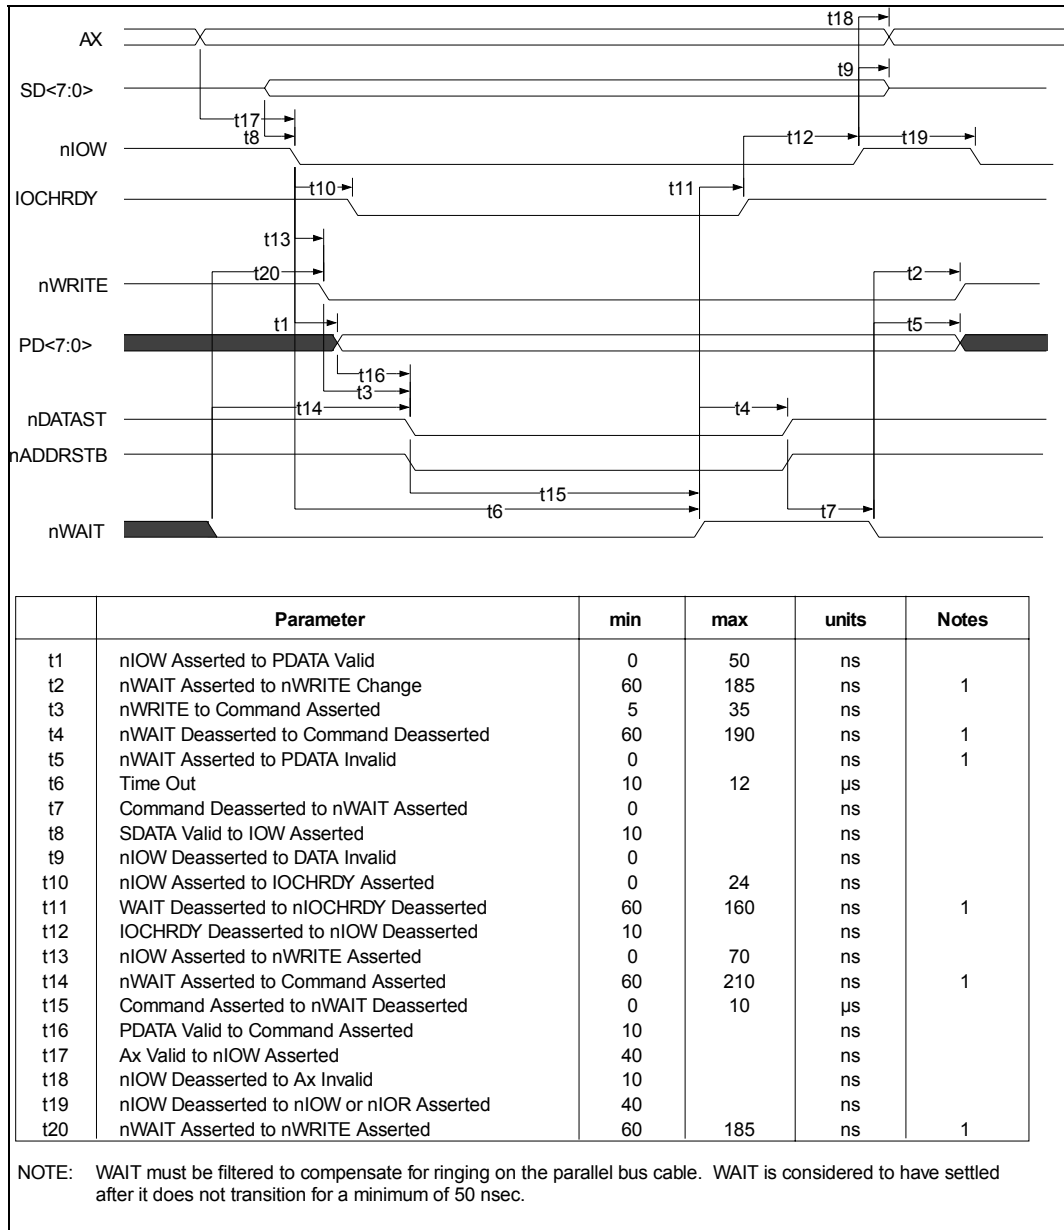 t18
AX
t9
SD<7:0>
t17
t8
t12
t19
nIOW
t10
t11
IOCHRDY
t13
t20
t2
nWRITE
t1
t5
PD<7:0>
t16
t3
t14
t4
nDATAST
nADDRSTB
t15
t6
t7
nWAIT
Parameter min max units Notes
t1 nIOW Asserted to PDATA Valid 0 50 ns
t2 nWAIT Asserted to nWRITE Change 60 185 ns 1
t3 nWRITE to Command Asserted 5 35 ns
t4 nWAIT Deasserted to Command Deasserted 60 190 ns 1
t5 nWAIT Asserted to PDATA Invalid 0 ns 1
t6 Time Out 10 12 µs
t7 Command Deasserted to nWAIT Asserted 0 ns
t8 SDATA Valid to IOW Asserted 10 ns
t9 nIOW Deasserted to DATA Invalid 0 ns
t10 nIOW Asserted to IOCHRDY Asserted 0 24 ns
t11 WAIT Deasserted to nIOCHRDY Deasserted 60 160 ns 1
t12 IOCHRDY Deasserted to nIOW Deasserted 10 ns
t13 nIOW Asserted to nWRITE Asserted 0 70 ns
t14 nWAIT Asserted to Command Asserted 60 210 ns 1
t15 Command Asserted to nWAIT Deasserted 0 10 µs
t16 PDATA Valid to Command Asserted 10 ns
t17 Ax Valid to nIOW Asserted 40 ns
t18 nIOW Deasserted to Ax Invalid 10 ns
t19 nIOW Deasserted to nIOW or nIOR Asserted 40 ns
t20 nWAIT Asserted to nWRITE Asserted 60 185 ns 1
NOTE: WAIT must be filtered to compensate for ringing on the parallel bus cable. WAIT is considered to have settled
after it does not transition for a minimum of 50 nsec.